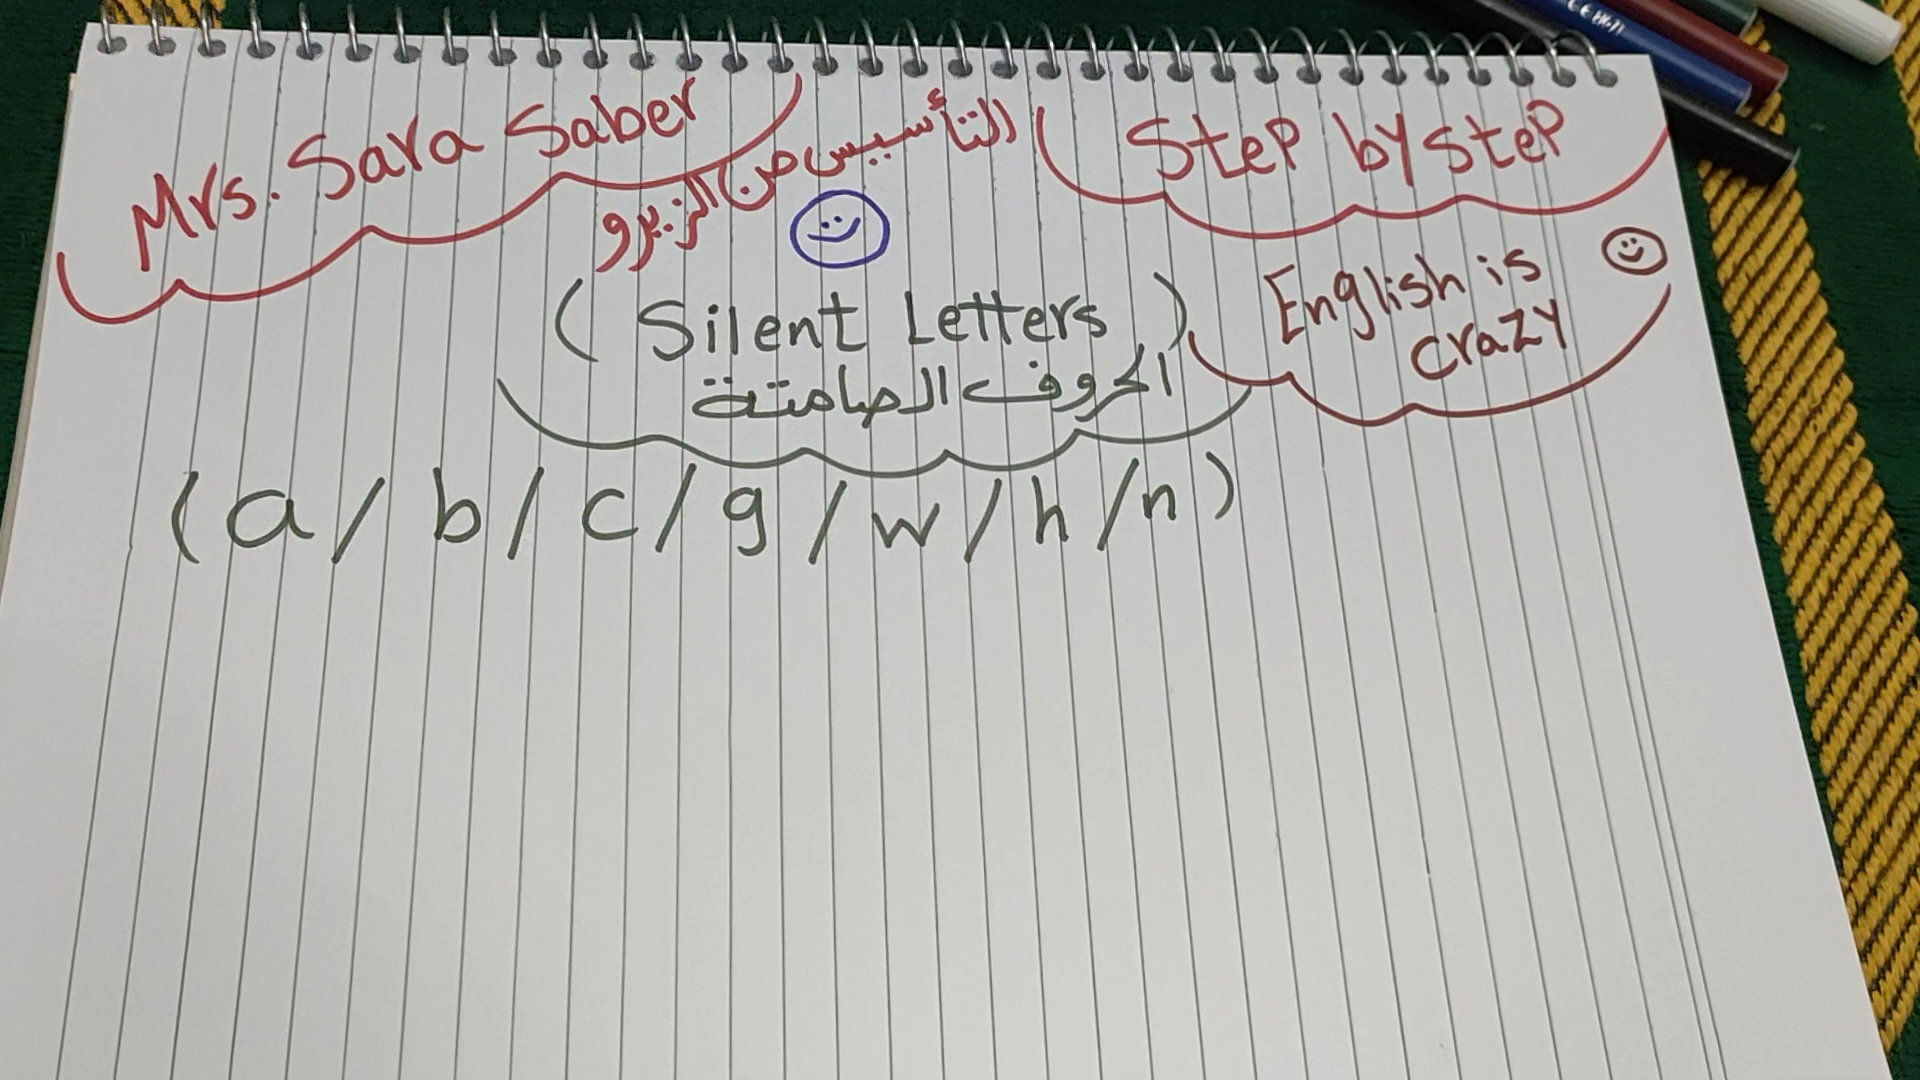 Mrs. Sara Saber
التأسيس من الزيرو
Step by step
English is
crazy
( Silent Letters )
الحروف الصامتة
( a / b / c / g / w / h / n )